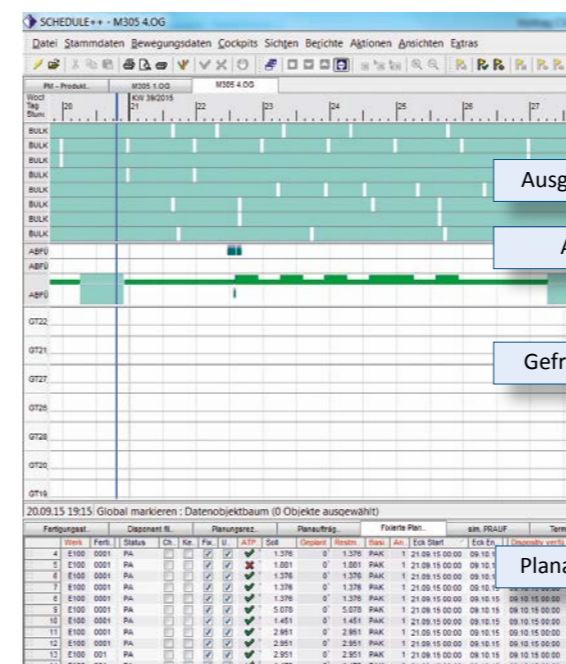 SCHEDULE++ - M305 4.OG
Datei Stammdaten Bewegungsdaten Cockpits Sichten Berichte Aktionen Ansichten Extras
PM - Produkt.. M305 1.OG M305 4.OG
KW 39/2015
Tag 20 21 22 23 24 25 26 27
BULK
BULK
BULK
BULK
BULK
BULK
BULK
BULK
Ausg
ABFÜ
A
ABFÜ
ABFÜ
GT22
GT21
GT27
Gefr
GT26
GT28
GT20
GT19
20.09.15 19:15 Global markieren : Datenobjektbaum (0 Objekte ausgewählt)
Fertigungsst.. Disponent fil.. Planungsrez.. Planaufträg.. Fixierte Plan.. sim. PRAUF Term
Werk Ferti.. Status Ch.. Ke.. Fix.. U.. ATP Soll Geplant Restm.. Basi An.. Eck Start Eck En..
4 E100 0001 PA 1.376 0 1.376 PAK 1 21.09.15 00:00 09.10.1
5 E100 0001 PA 1.801 0 1.801 PAK 1 21.09.15 00:00 09.10.1
Plana
6 E100 0001 PA 1.376 0 1.376 PAK 1 21.09.15 00:00 09.10.1
7 E100 0001 PA 1.376 0 1.376 PAK 1 21.09.15 00:00 09.10.1
8 E100 0001 PA 1.376 0 1.376 PAK 1 21.09.15 00:00 09.10.1
9 E100 0001 PA 5.078 0 5.078 PAK 1 21.09.15 00:00 09.10.15 09.10.15 00:00
10 E100 0001 PA 1.451 0 1.451 PAK 1 21.09.15 00:00 09.10.15 09.10.15 00:00
11 E100 0001 PA 2.951 0 2.951 PAK 1 21.09.15 00:00 09.10.15 09.10.15 00:00
12 E100 0001 PA 2.951 0 2.951 PAK 1 21.09.15 00:00 09.10.15 09.10.15 00:00
13 E100 001 PA 2.951 0 2.951 PAK 1 21.09.15 00:00 09.10.15 09.10.15 00:00